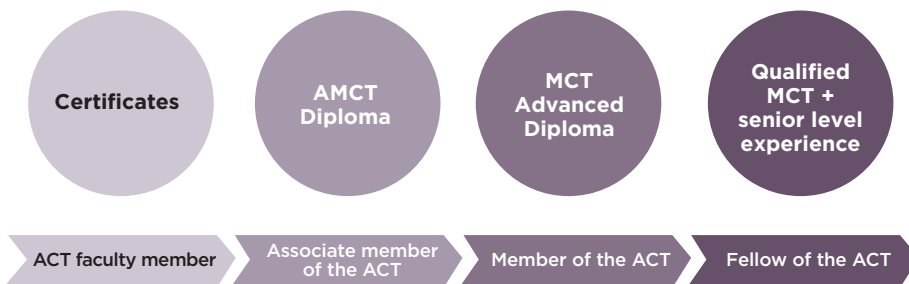 Certificates
AMCT
Diploma
MCT
Advanced
Diploma
Qualified
MCT +
senior level
experience
ACT faculty member
Associate member
of the ACT
Member of the ACT
Fellow of the ACT